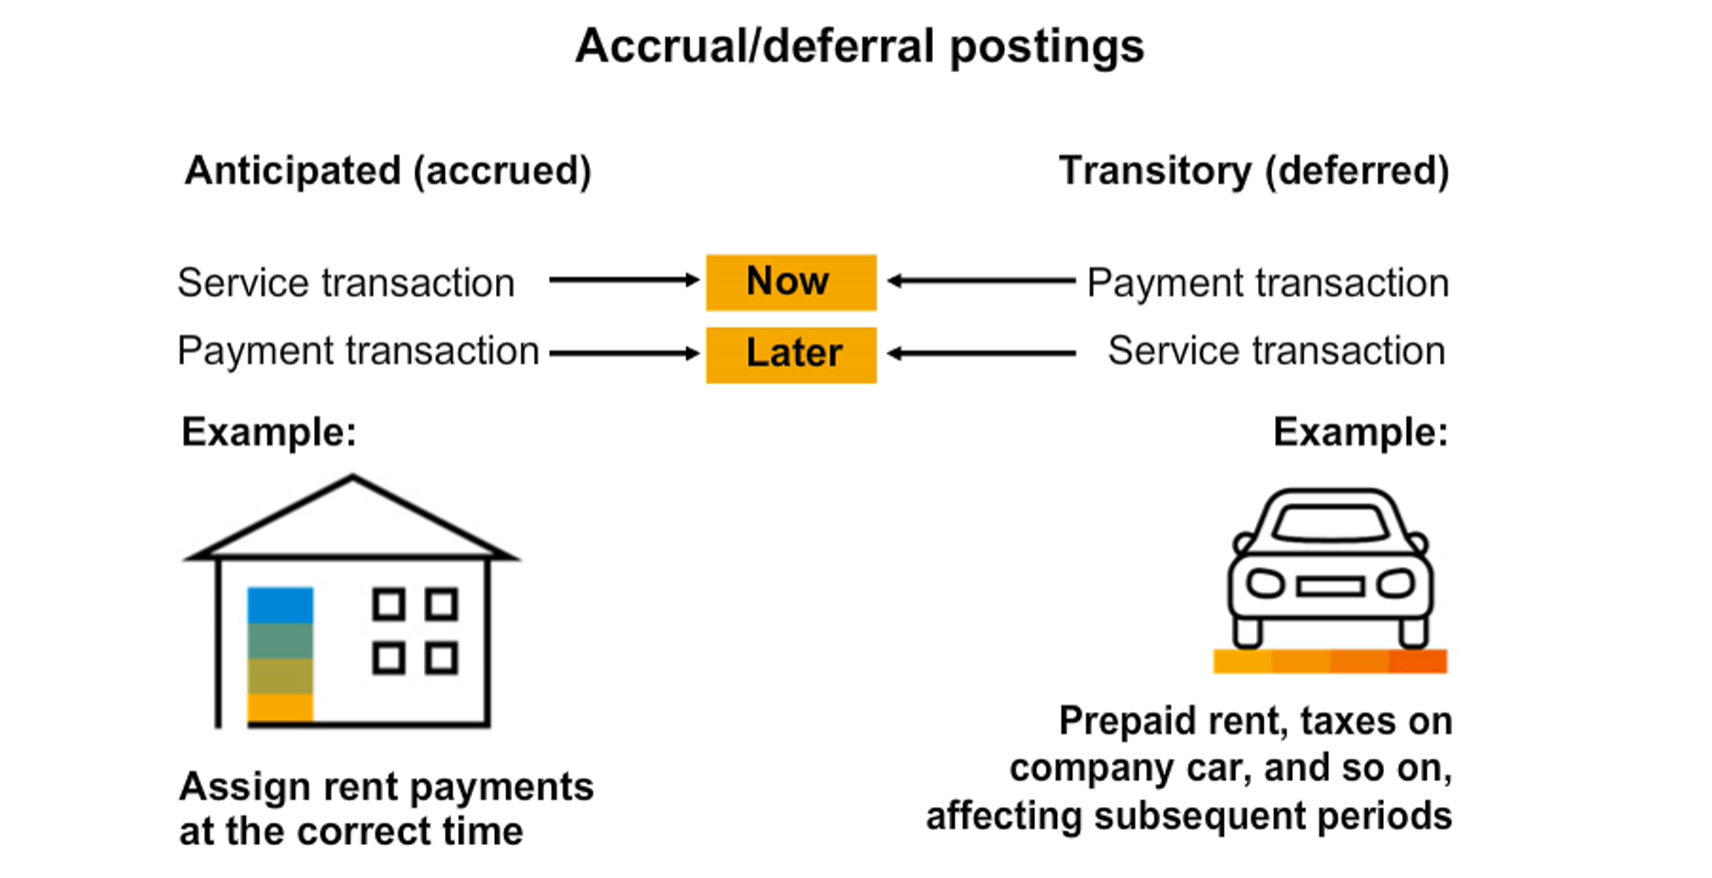 Accrual/deferral postings
Anticipated (accrued)
Transitory (deferred)
Service transaction
Now
Payment transaction
Payment transaction
Later
Service transaction
Example:
Example:
Assign rent payments
at the correct time
Prepaid rent, taxes on
company car, and so on,
affecting subsequent periods